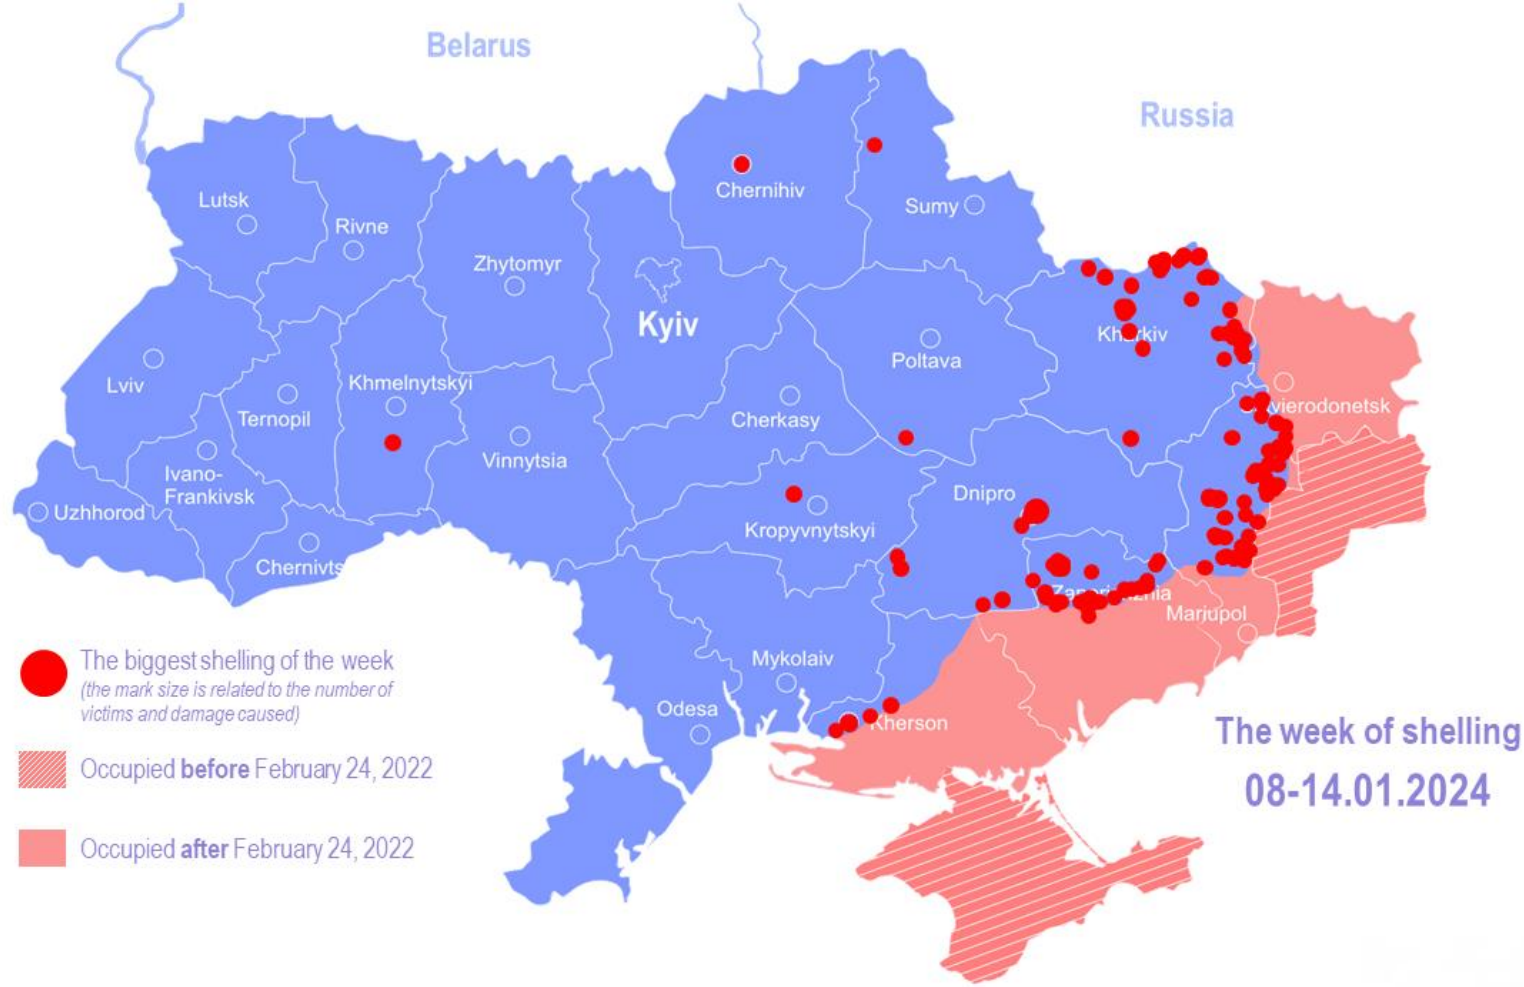 Belarus
Russia
Chernihiv
Lutsk
Sumy
Rivne
Zhytomyr
Kyiv
Kharkiv
Poltava
Lviv
Khmelnytskyi
Ternopil
Cherkasy
vierodonetsk
Vinnytsia
Ivano-
Frankivsk
Dnipro
Uzhhorod
Kropyvnytskyi
Chernivts
Zaporizhzhia
Mariupol
Mykolaiv
Odesa
Kherson
The biggest shelling of the week
(the mark size is related to the number of
victims and damage caused)
Occupied before February 24, 2022
Occupied after February 24, 2022
The week of shelling
08-14.01.2024